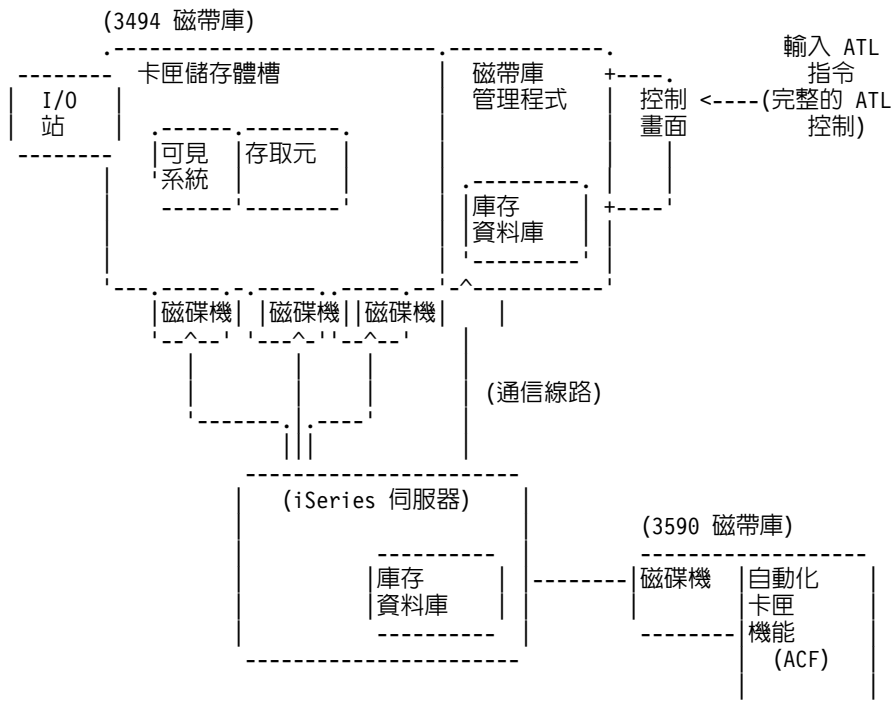 (3494 磁帶庫)
輸入 ATL
卡匣儲存體槽
磁帶庫
指令
I/O
管理程式
控制 <----(完整的 ATL
站
畫面
控制)
可見
存取元
系統
庫存
資料庫
磁碟機
磁碟機
磁碟機
(通信線路)
(iSeries 伺服器)
(3590 磁帶庫)
庫存
磁碟機
自動化
資料庫
卡匣
機能
(ACF)